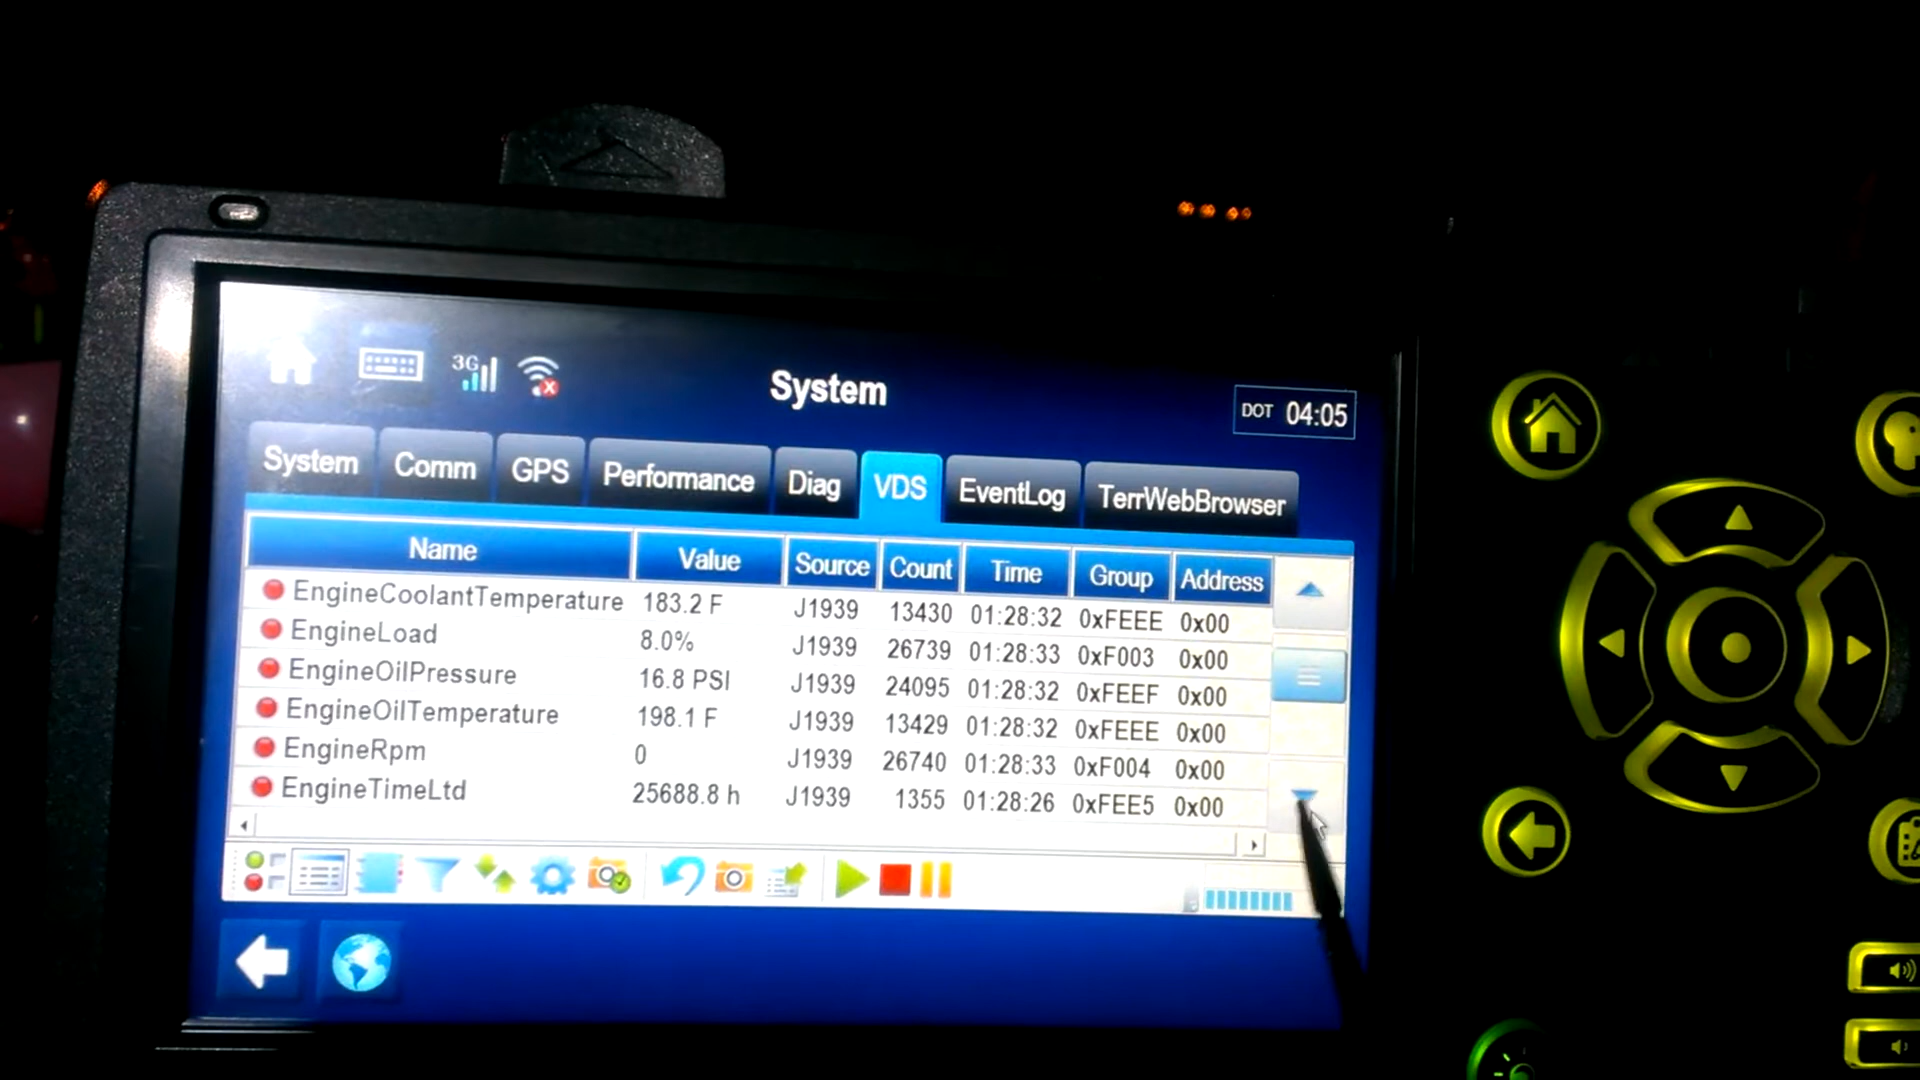 3G
System
DOT 04:05
System Comm GPS Performance Diag VDS EventLog TerrWebBrowser
Name Value Source Count Time Group Address
EngineCoolantTemperature 183.2 F J1939 13430 01:28:32 0xFEEE 0x00
EngineLoad 8.0% J1939 26739 01:28:33 0xF003 0x00
EngineOilPressure 16.8 PSI J1939 24095 01:28:32 0xFEEF 0x00
EngineOilTemperature 198.1 F J1939 13429 01:28:32 0xFEEE 0x00
EngineRpm 0 J1939 26740 01:28:33 0xF004 0x00
EngineTimeLtd 25688.8 h J1939 1355 01:28:26 0xFEE5 0x00